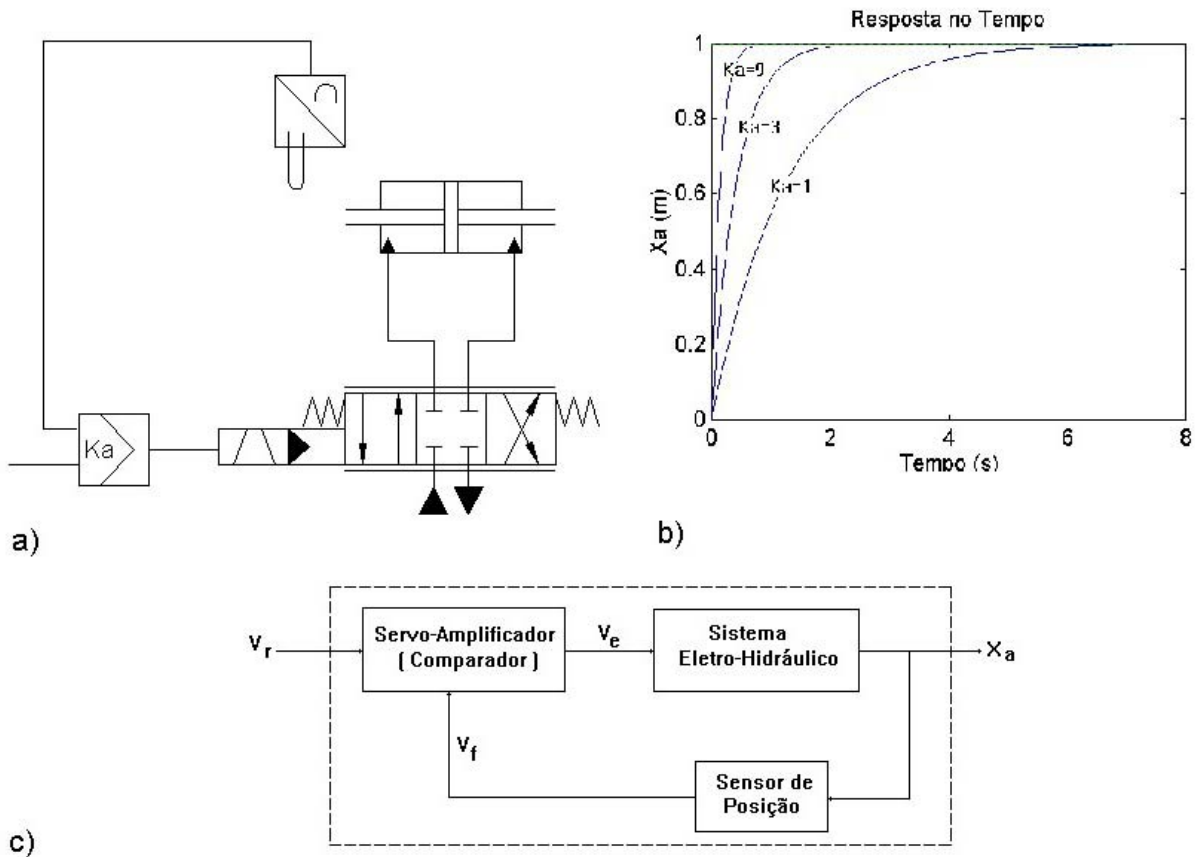 Ka
a)
Resposta no Tempo
Xa (m)
1
0.8
0.6
0.4
0.2
0
Ka=9
Ka=3
Ka=1
0
2
4
6
8
Tempo (s)
b)
Vr
Servo-Amplificador
( Comparador )
Ve
Sistema
Eletro-Hidráulico
Xa
Vf
Sensor de
Posição
c)